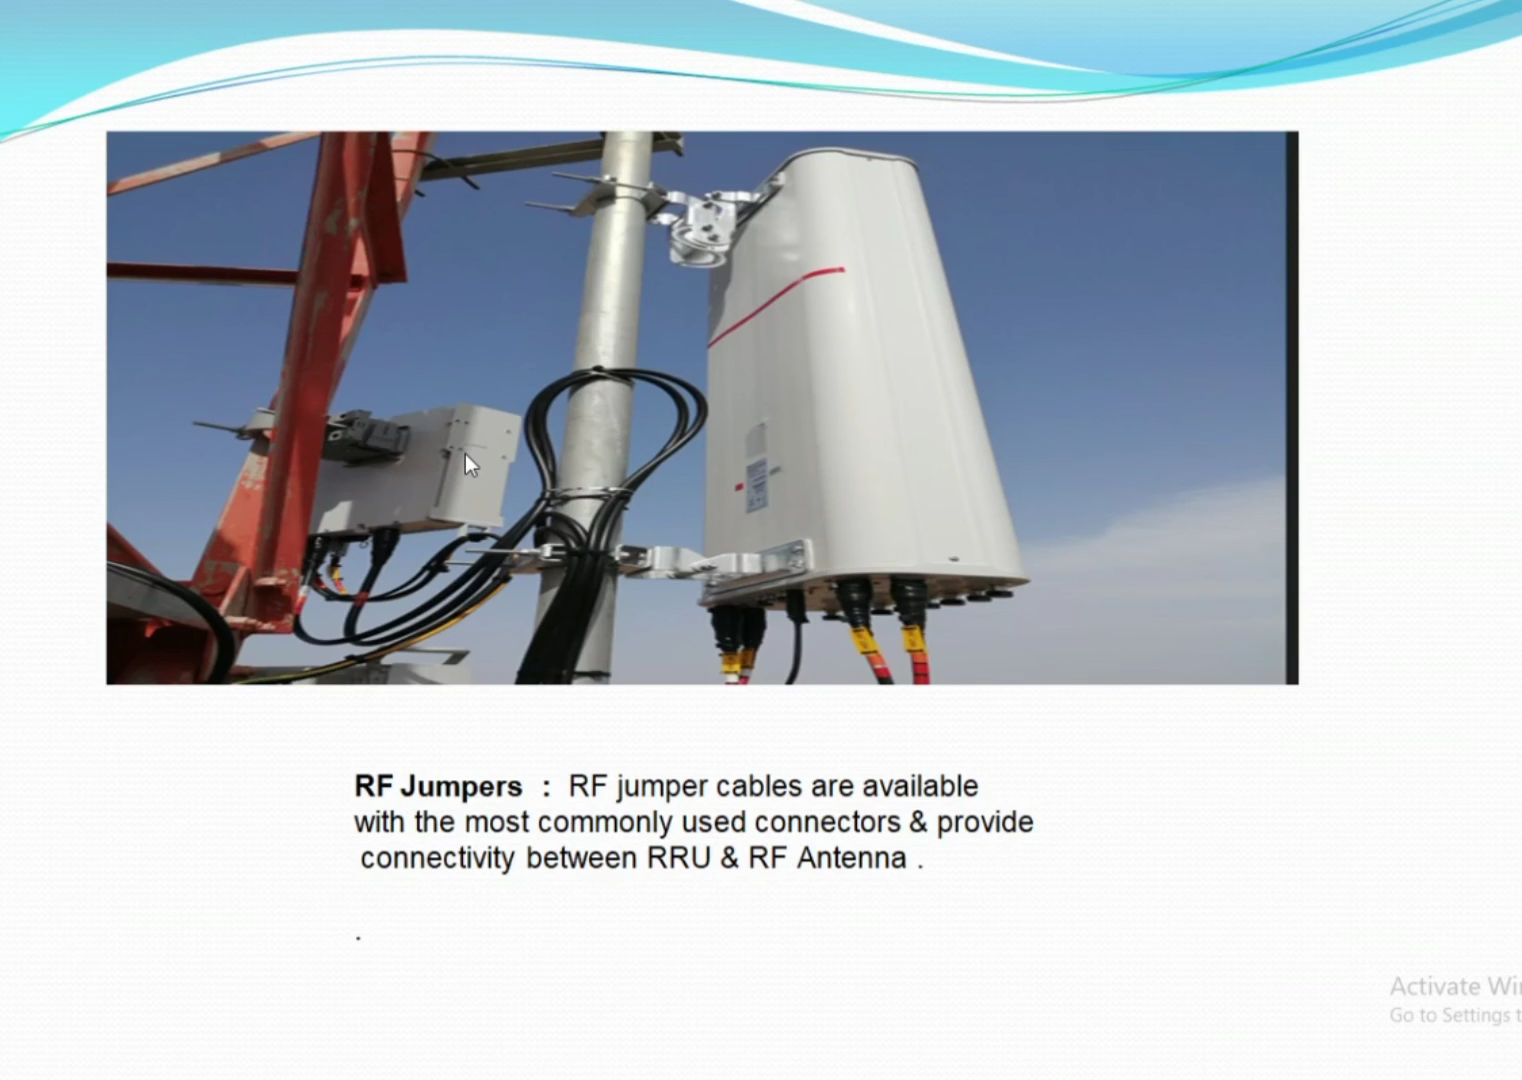 RF Jumpers : RF jumper cables are available
with the most commonly used connectors & provide
connectivity between RRU & RF Antenna .
.
Activate Wi
Go to Settings t